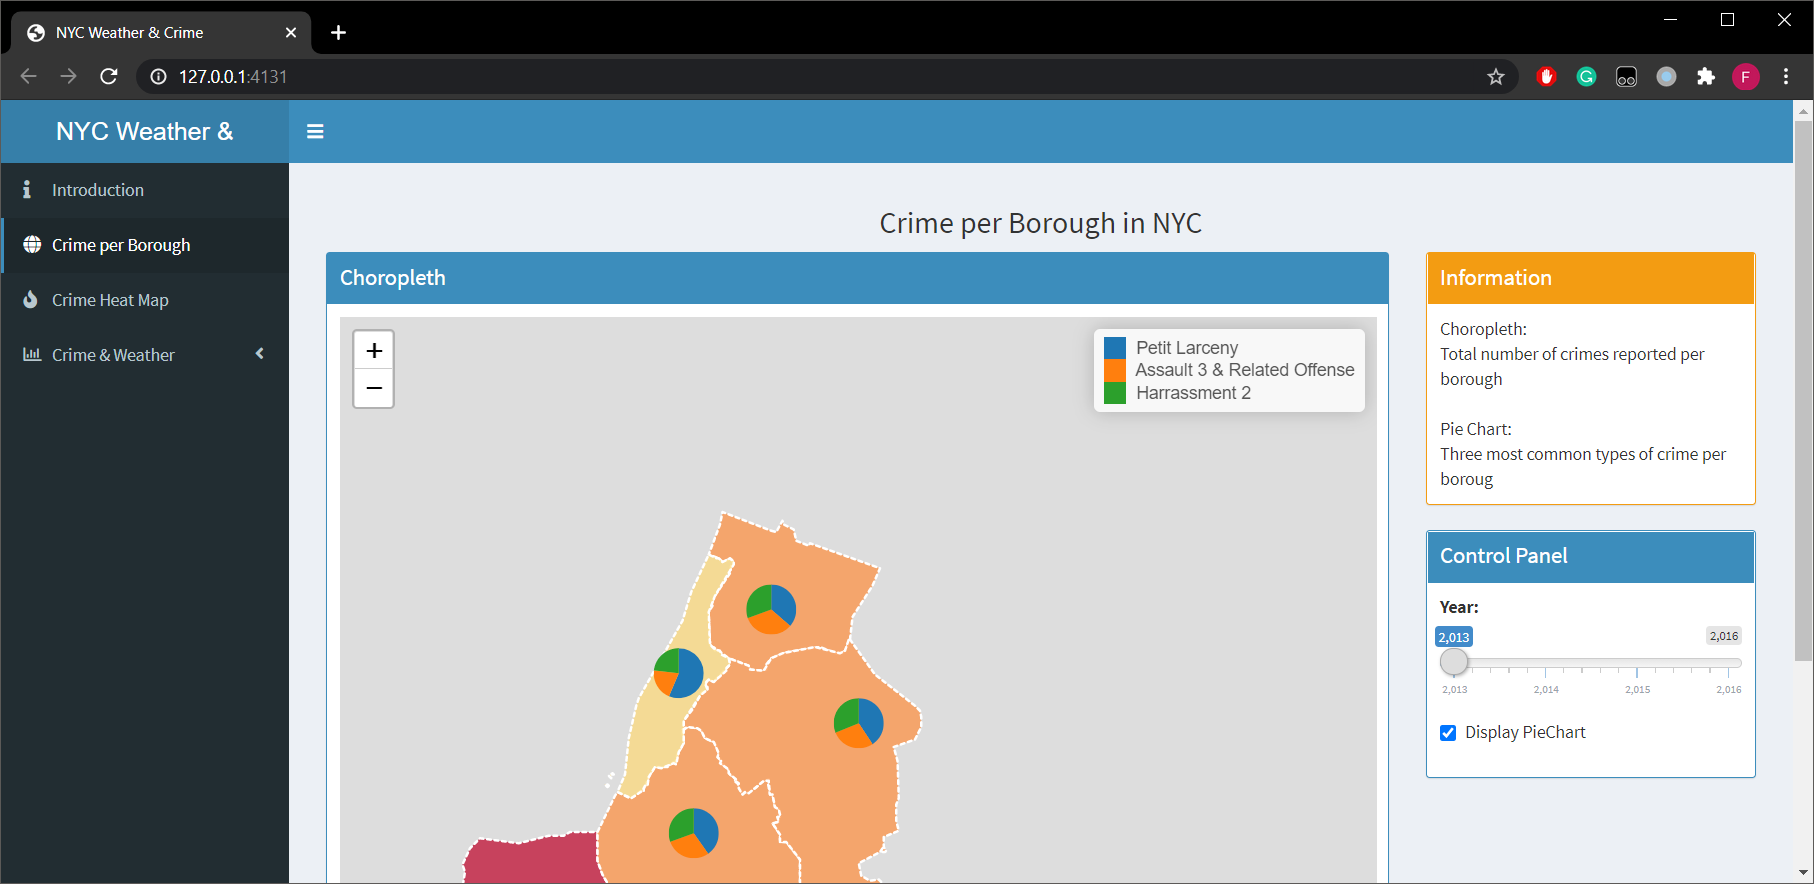 NYC Weather & Crime
127.0.0.1:4131
F
NYC Weather &
Introduction
Crime per Borough
Crime Heat Map
Crime & Weather
Crime per Borough in NYC
Choropleth
+
−
Petit Larceny
Assault 3 & Related Offense
Harrassment 2
Information
Choropleth:
Total number of crimes reported per
borough
Pie Chart:
Three most common types of crime per
boroug
Control Panel
Year:
2,013
2,016
2,013 2,014 2,015 2,016
Display PieChart